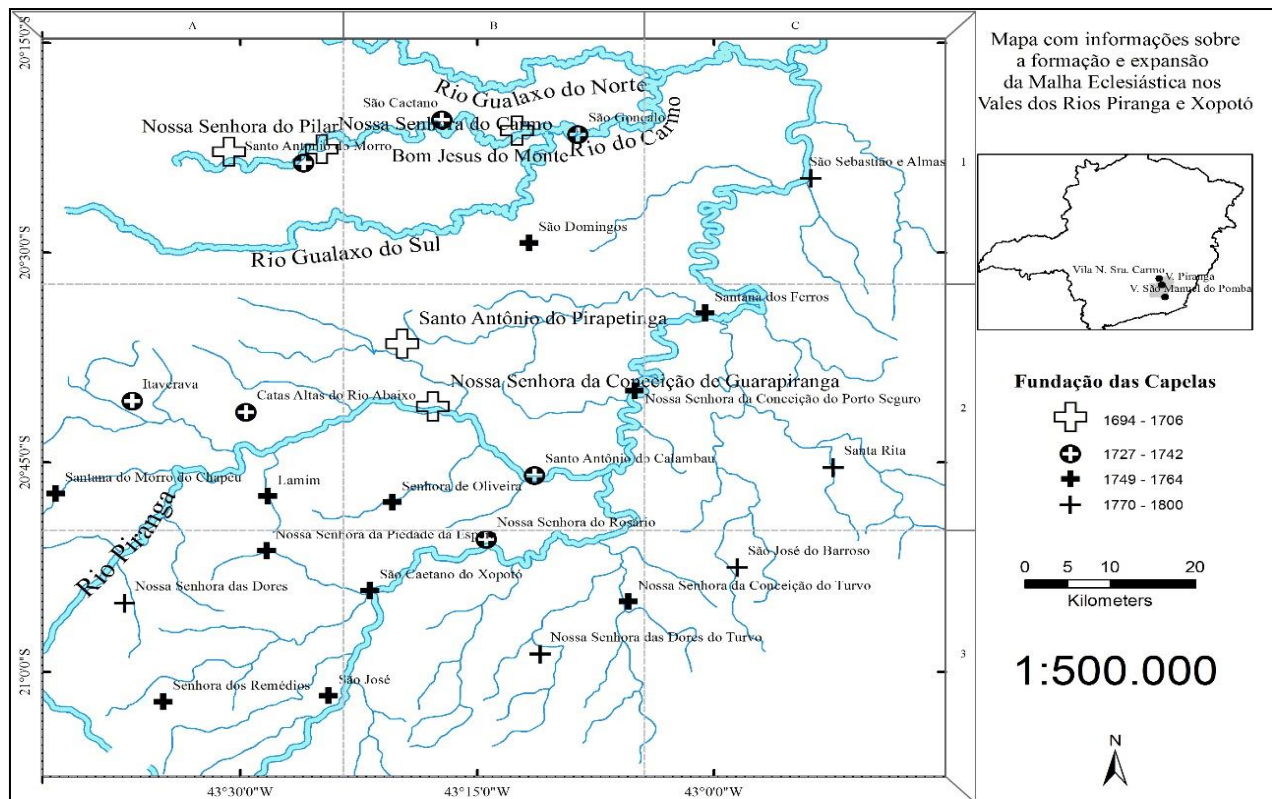 A
B
C
20°15'0"S
Rio Gualaxo do Norte
São Caetano
São Gonçalo
Nossa Senhora do Pilar
Nossa Senhora do Carmo
Santo Antônio do Morro
Bom Jesus do Monte
Rio do Carmo
São Sebastião e Almas
1
São Domingos
Rio Gualaxo do Sul
20°30'0"S
Santana dos Ferros
Santo Antônio do Pirapetinga
Nossa Senhora da Conceição de Guarapiranga
Itaverava
Catas Altas do Rio Abaixo
Nossa Senhora da Conceição do Porto Seguro
2
20°45'0"S
Santo Antônio do Calambau
Santa Rita
Santana do Morro do Chapeu
Lamim
Senhora de Oliveira
Nossa Senhora do Rosário
Nossa Senhora da Piedade da
Rio Piranga
São José do Barroso
São Caetano do Xopotó
Nossa Senhora das Dores
Nossa Senhora da Conceição do Turvo
Nossa Senhora das Dores do Turvo
3
21°0'0"S
Senhora dos Remédios
São José
43°30'0"W
43°15'0"W
43°0'0"W
Mapa com informações sobre
a formação e expansão
da Malha Eclesiástica nos
Vales dos Rios Piranga e Xopotó
Vila N. Sra. Carmo
V. Piranga
V. São Manuel do Pomba
Fundação das Capelas
1694 - 1706
1727 - 1742
1749 - 1764
1770 - 1800
0 5 10 20
Kilometers
1:500.000
N